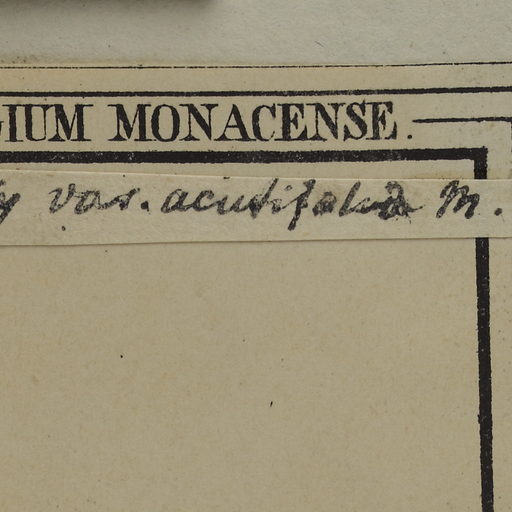 GIUM MONACENSE.
var. acutifolia M.